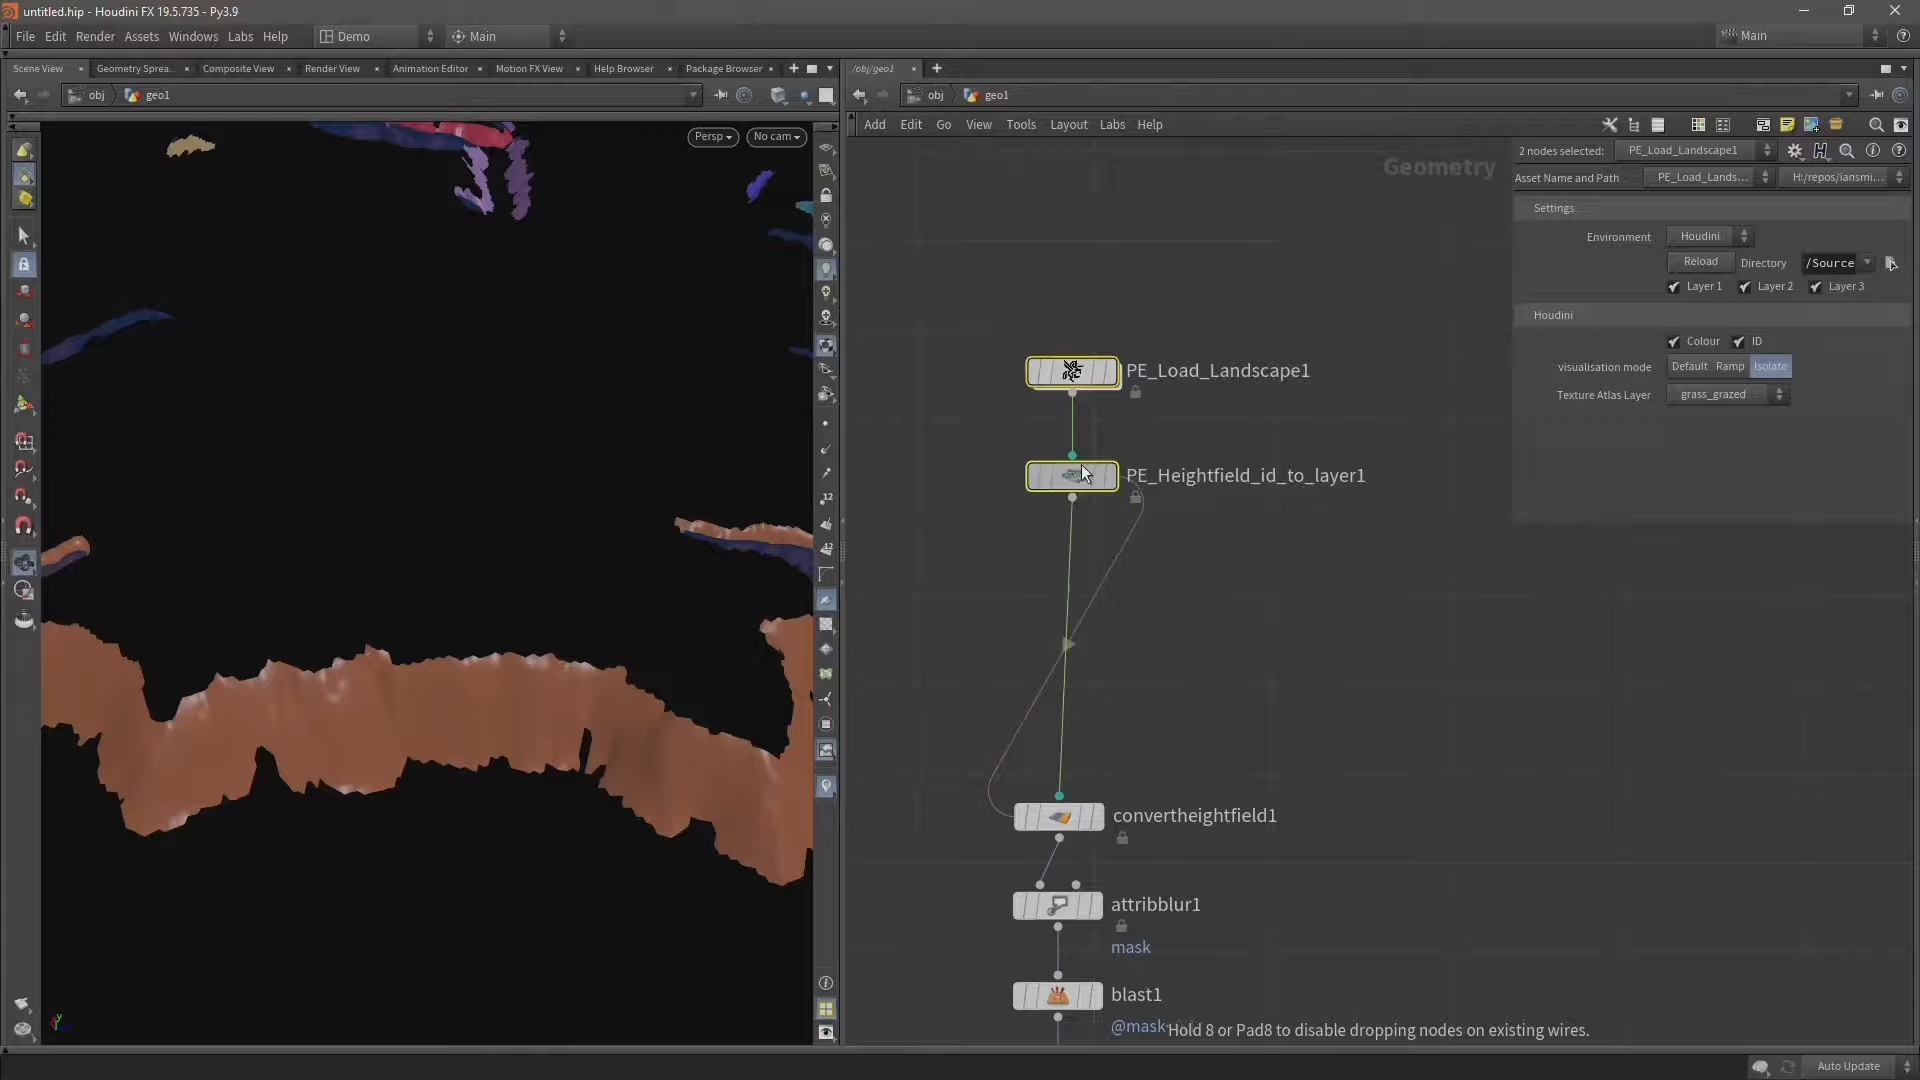 untitled.hip - Houdini FX 19.5.735 - Py3.9
File Edit Render Assets Windows Labs Help Demo Main Main
Scene View Geometry Sprea... Composite View Render View Animation Editor Motion FX View Help Browser Package Browser
/obj/geo1
obj geo1
obj geo1
Add Edit Go View Tools Layout Labs Help
Persp No cam
Geometry
2 nodes selected: PE_Load_Landscape1
Asset Name and Path PE_Load_Lands... H:/repos/iansmi...
Settings
Environment Houdini
Reload Directory /Source
Layer 1 Layer 2 Layer 3
Houdini
Colour ID
visualisation mode Default Ramp Isolate
Texture Atlas Layer grass_grazed
PE_Load_Landscape1
PE_Heightfield_id_to_layer1
12
12
convertheightfield1
attribblur1
mask
blast1
@mask
Hold 8 or Pad8 to disable dropping nodes on existing wires.
y
Auto Update